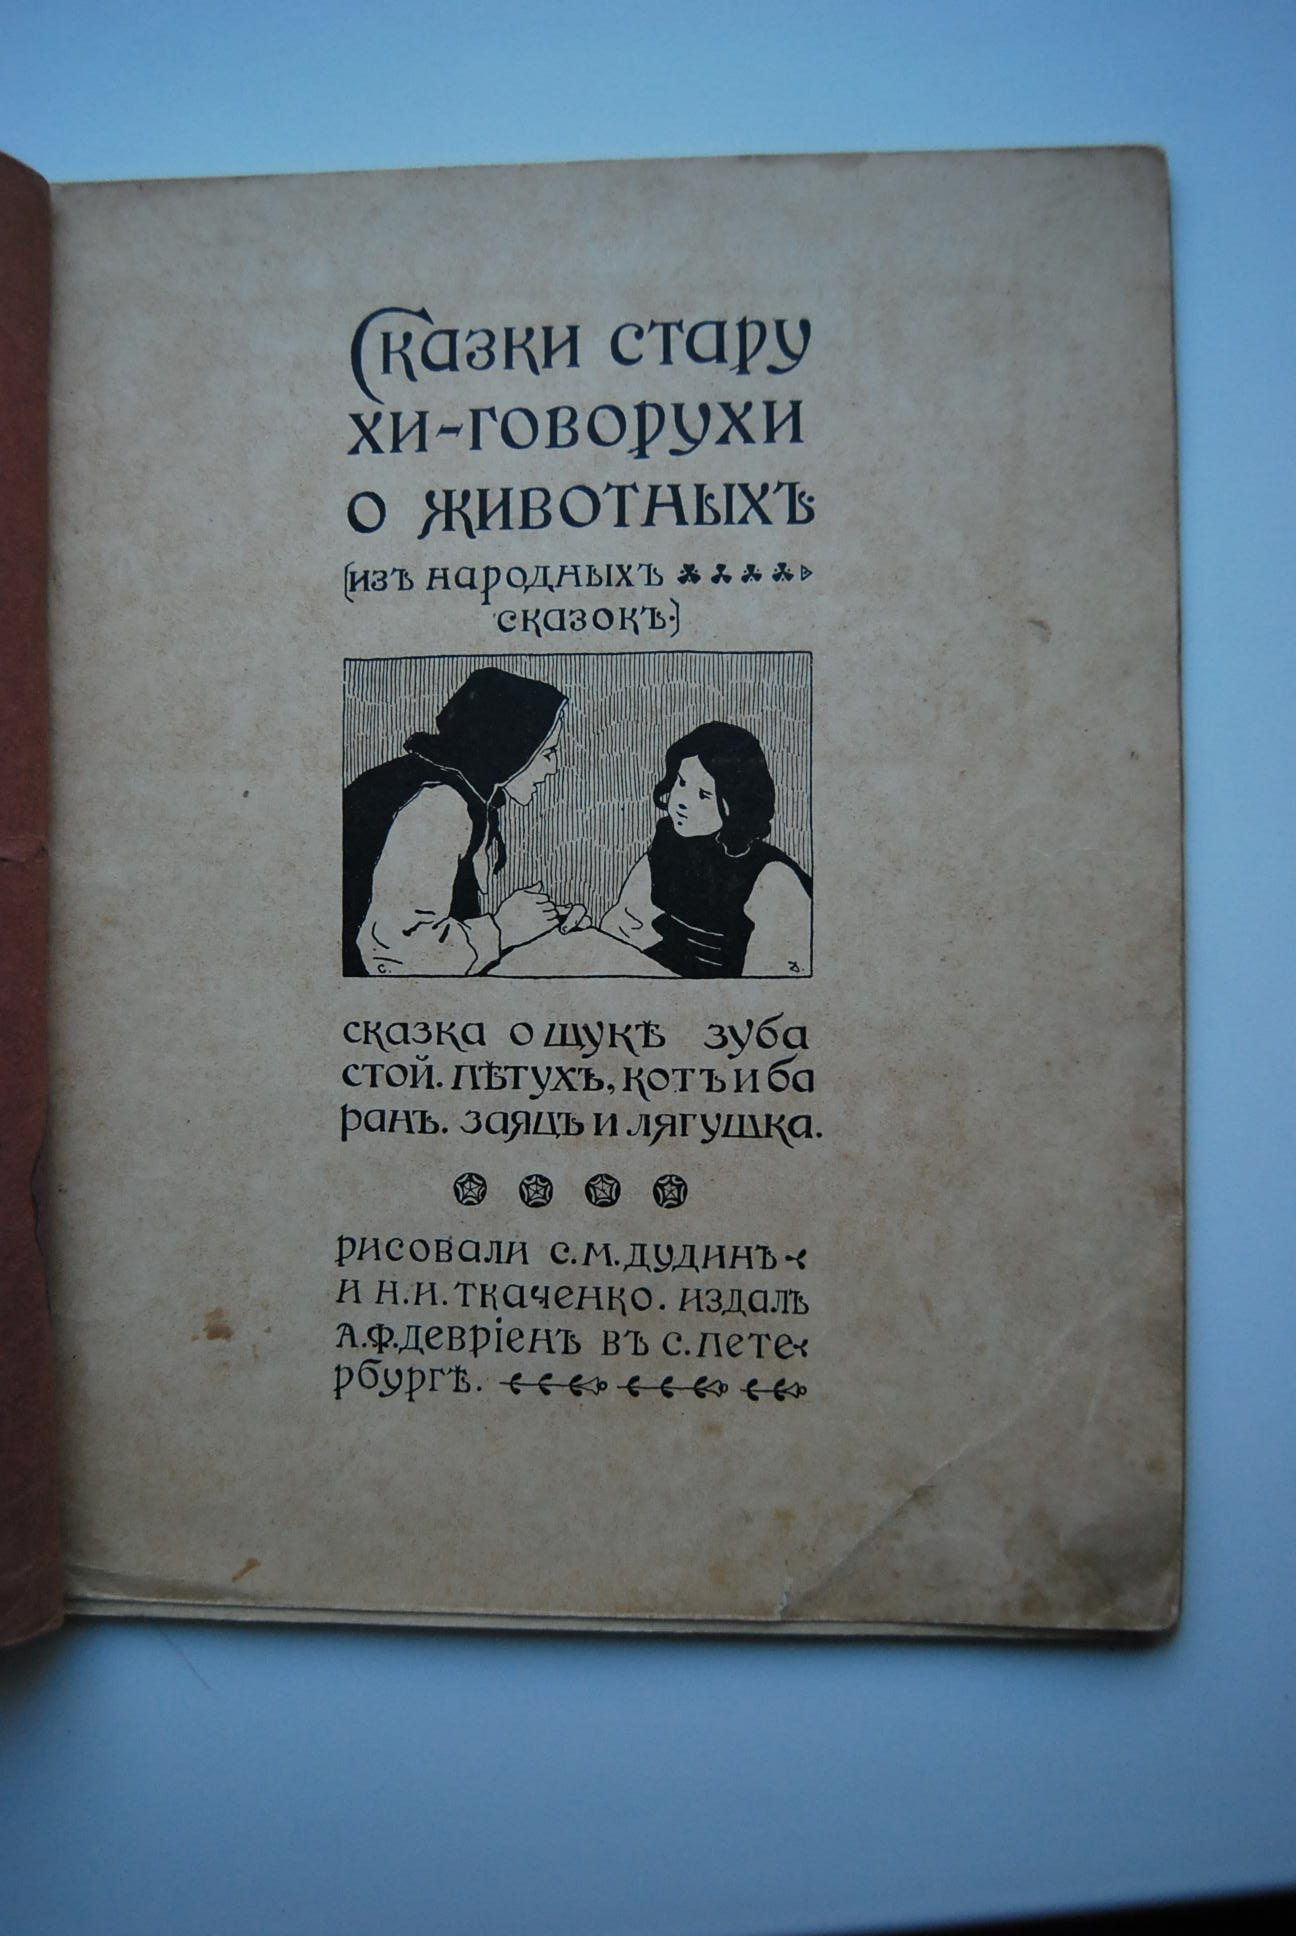 Сказки стару
хи-говорухи
о животныхъ.
(изъ народныхъ
сказокъ.)
С. Д.
сказка о щукѣ зуба
стой. пѣтухъ, котъ и ба
ранъ. заяцъ и лягушка.
рисовали с.м.дудинъ
и н.и.ткаченко. издалъ
А.Ф.девріенъ въ с.пете
рбургѣ.